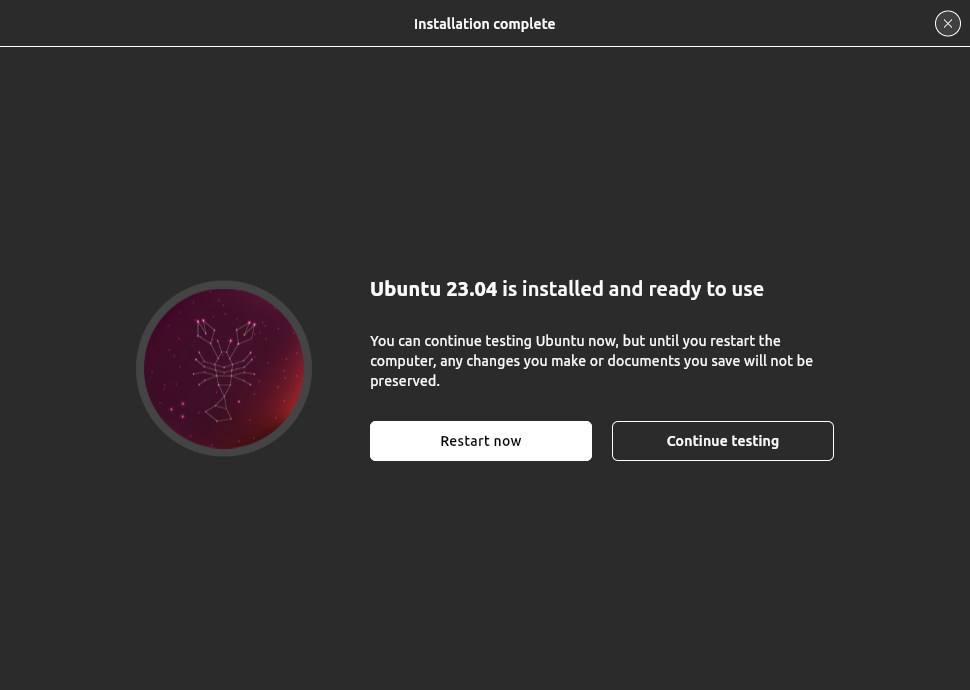 Installation complete
Ubuntu 23.04 is installed and ready to use
You can continue testing Ubuntu now, but until you restart the
computer, any changes you make or documents you save will not be
preserved.
Restart now
Continue testing